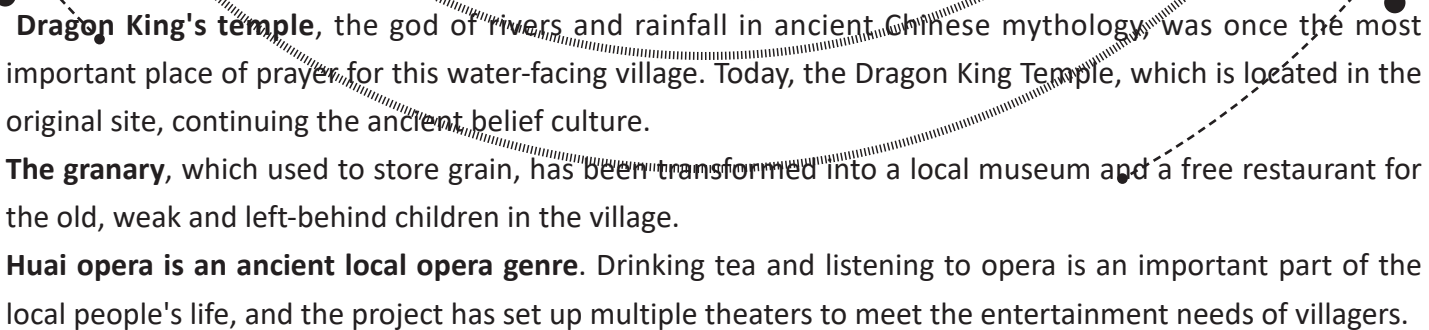 Dragon King's temple, the god of rivers and rainfall in ancient Chinese mythology, was once the most
important place of prayer for this water-facing village. Today, the Dragon King Temple, which is located in the
original site, continuing the ancient belief culture.
The granary, which used to store grain, has been transformed into a local museum and a free restaurant for
the old, weak and left-behind children in the village.
Huai opera is an ancient local opera genre. Drinking tea and listening to opera is an important part of the
local people's life, and the project has set up multiple theaters to meet the entertainment needs of villagers.